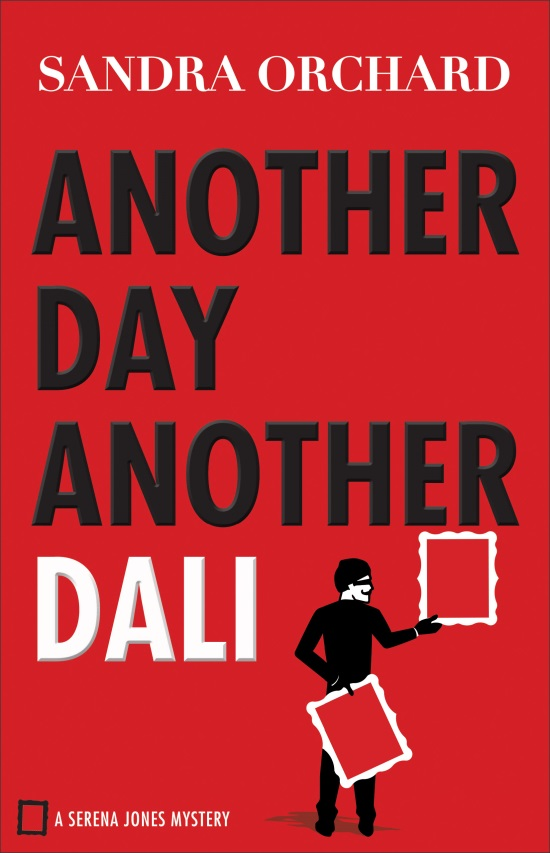 SANDRA ORCHARD
ANOTHER
DAY
ANOTHER
DALI
A SERENA JONES MYSTERY